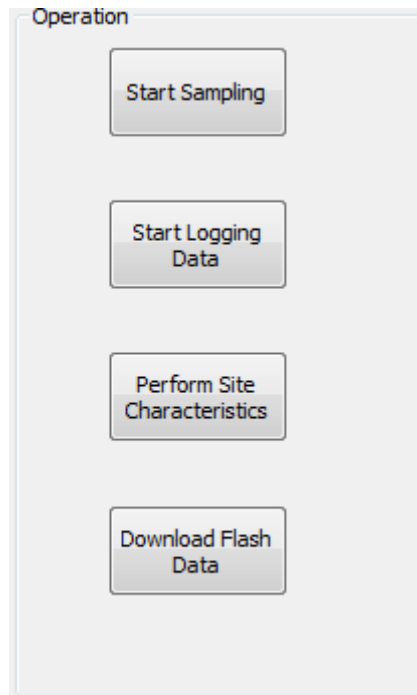 Operation
Start Sampling
Start Logging
Data
Perform Site
Characteristics
Download Flash
Data